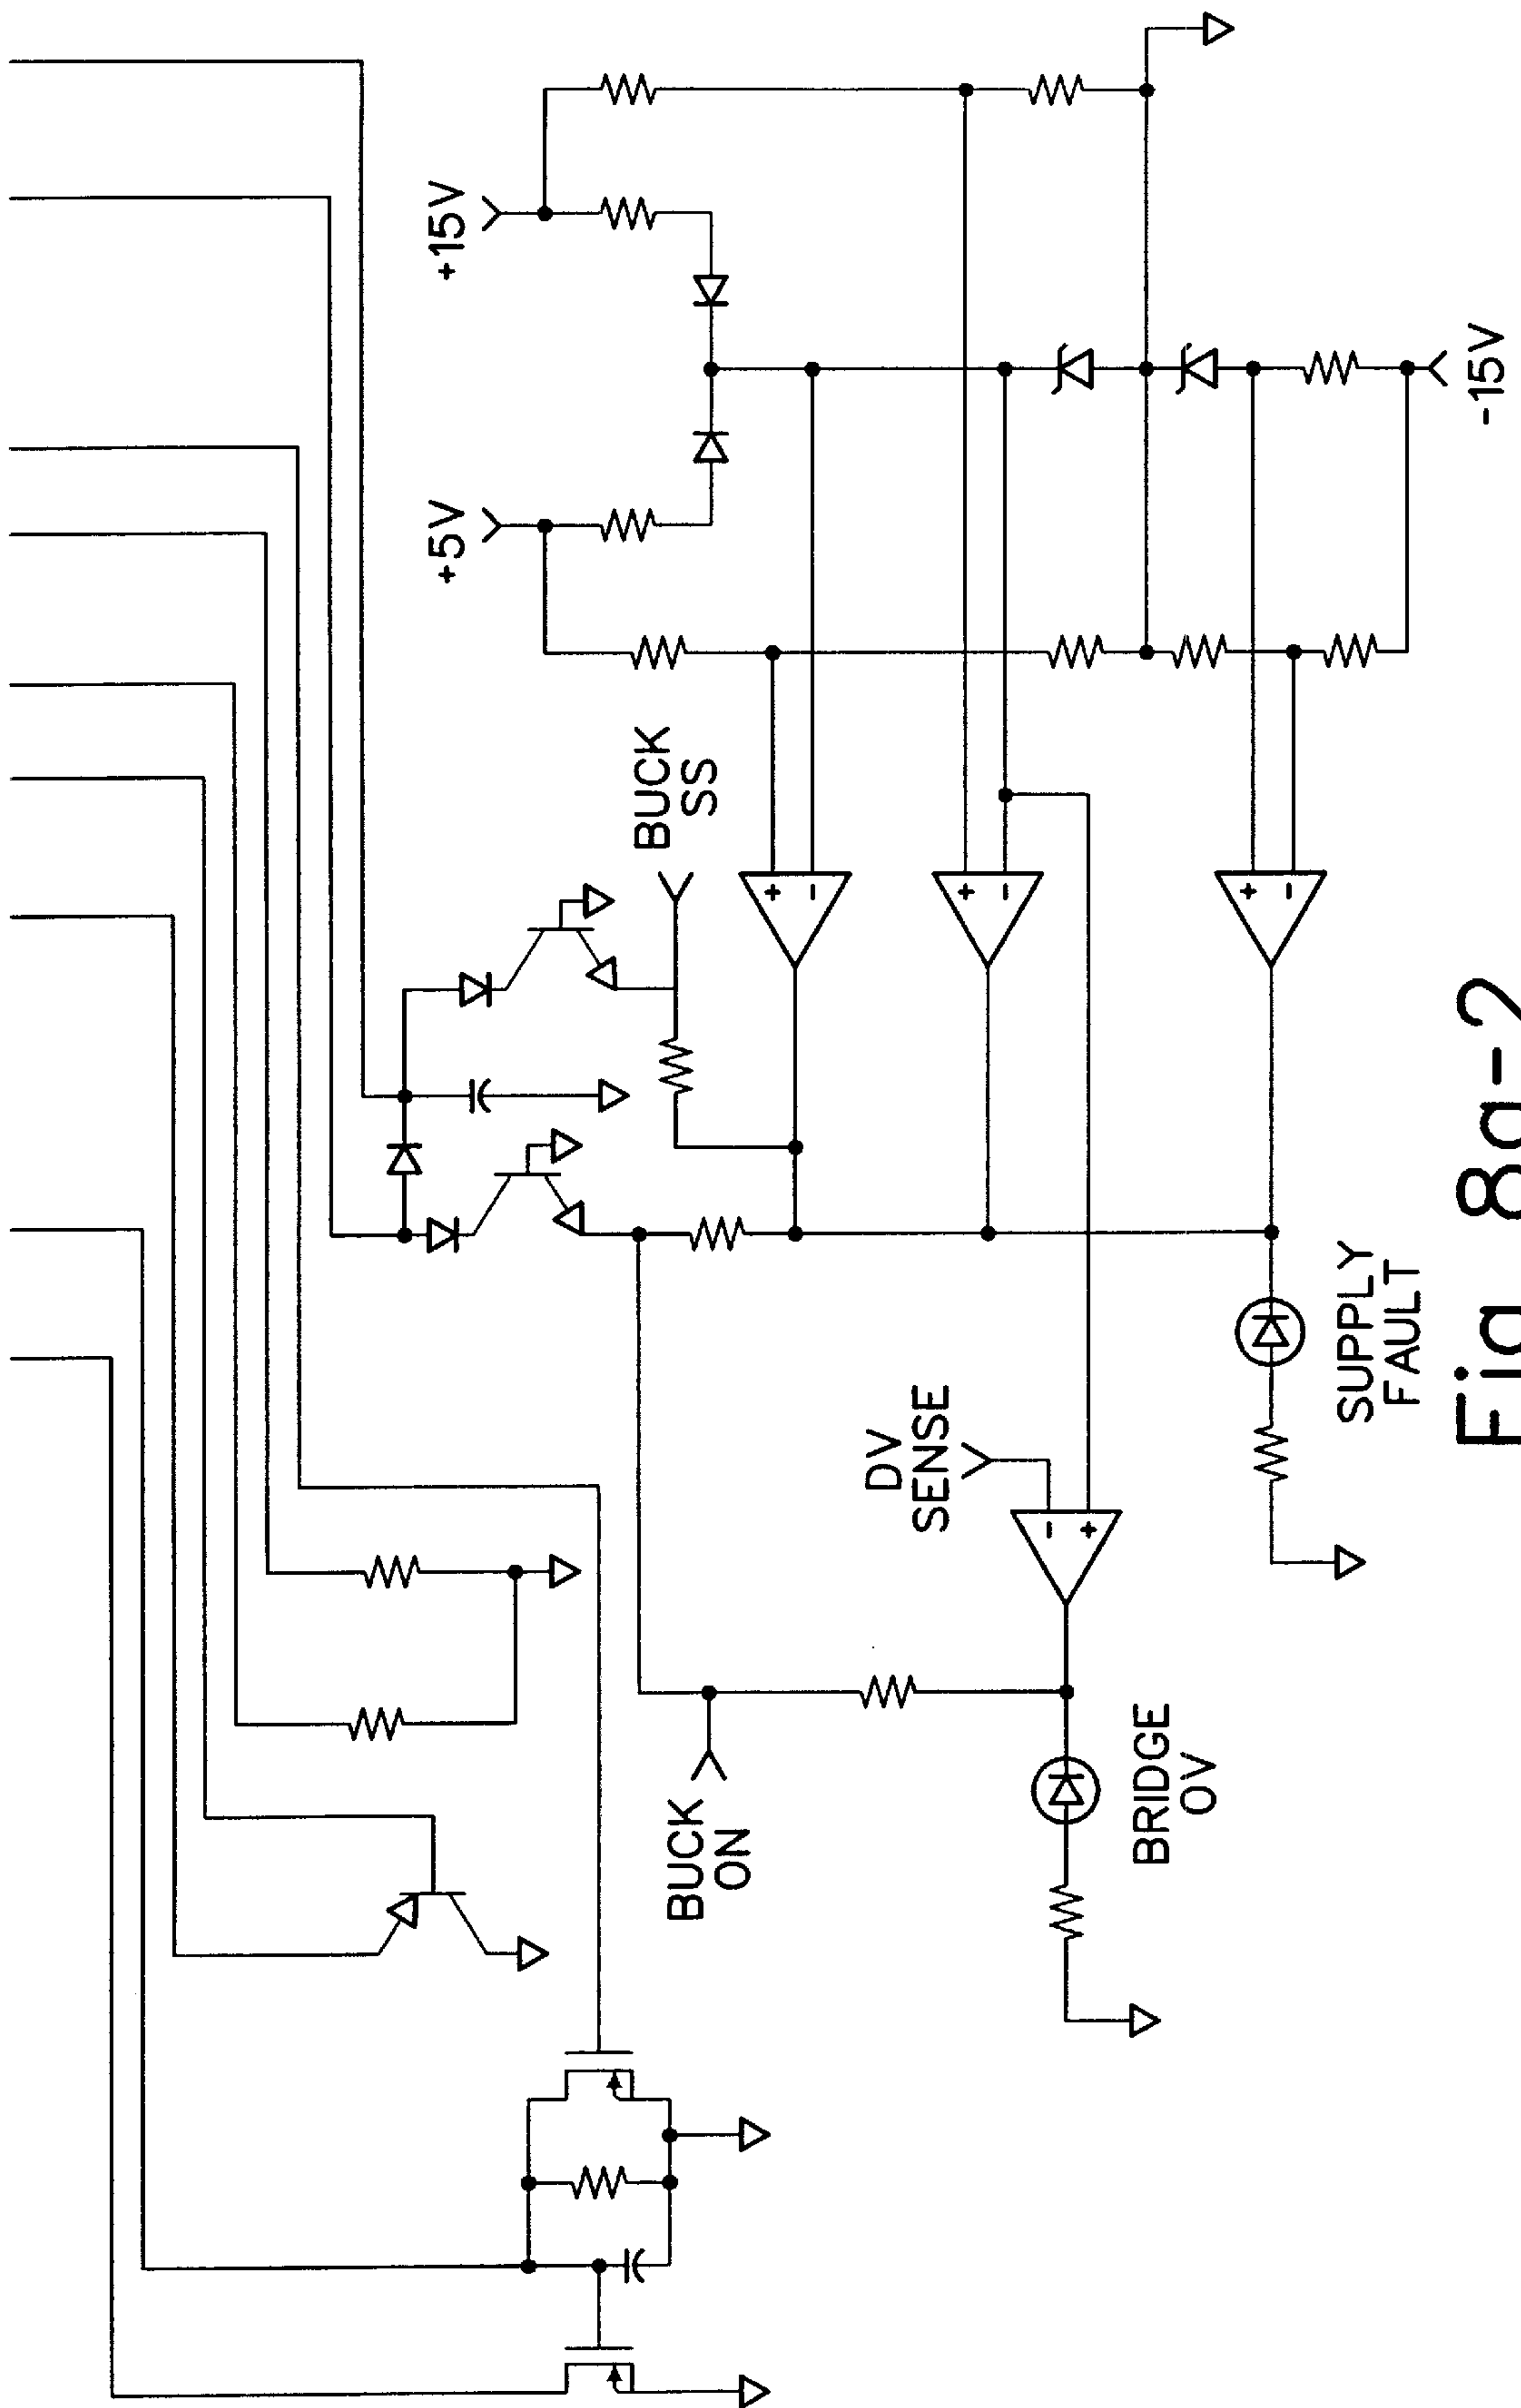 +15V
+5V
-15V
BUCK
SS
+
-
+
-
+
-
DV
SENSE
-
+
SUPPLY
FAULT
BUCK
ON
BRIDGE
OV
Fig 8a-2